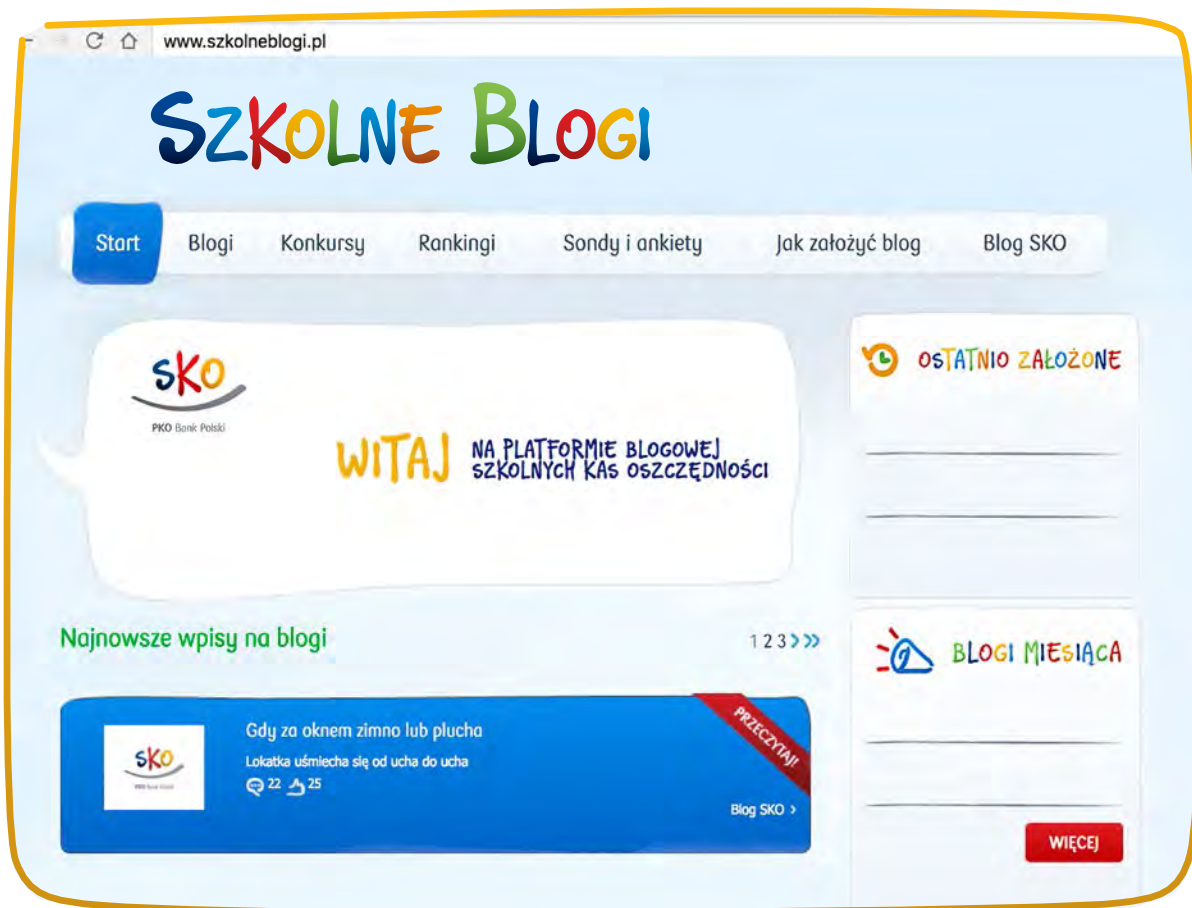 www.szkolneblogi.pl
SZKOLNE BLOGI
Start Blogi Konkursy Rankingi Sondy i ankiety Jak założyć blog Blog SKO
SKO
PKO Bank Polski
WITAJ NA PLATFORMIE BLOGOWEJ
SZKOLNYCH KAS OSZCZĘDNOŚCI
OSTATNIO ZAŁOŻONE
Najnowsze wpisy na blogi
1 2 3
BLOGI MIESIĄCA
Gdy za oknem zimno lub plucha
PRZECZYTAJ!
SKO
PKO Bank Polski
Lokatka uśmiecha się od ucha do ucha
22 25
Blog SKO >
WIĘCEJ